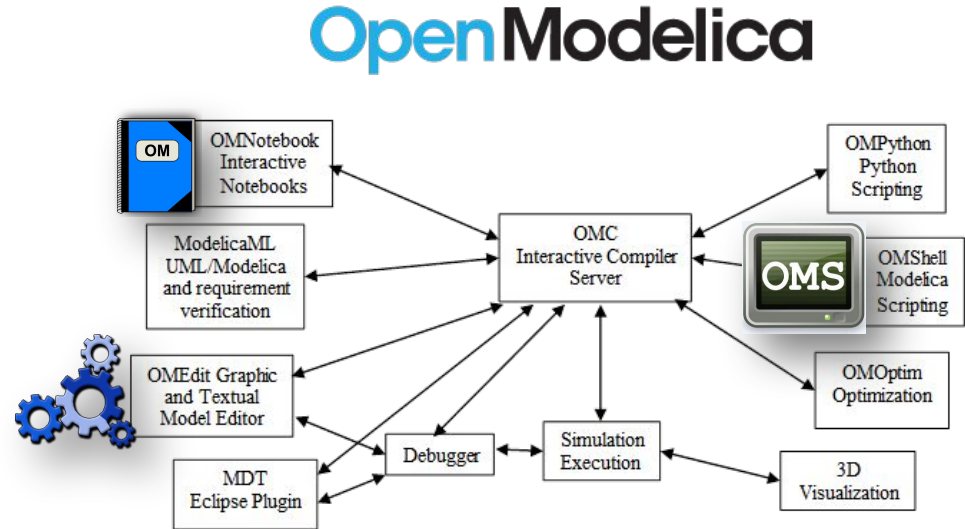 OpenModelica
OM
OMNotebook
Interactive
Notebooks
OMPython
Python
Scripting
OMC
Interactive Compiler
Server
ModelicaML
UML/Modelica
and requirement
verification
OMS
OMShell
Modelica
Scripting
OMEdit Graphic
and Textual
Model Editor
OMOptim
Optimization
Debugger
Simulation
Execution
MDT
Eclipse Plugin
3D
Visualization